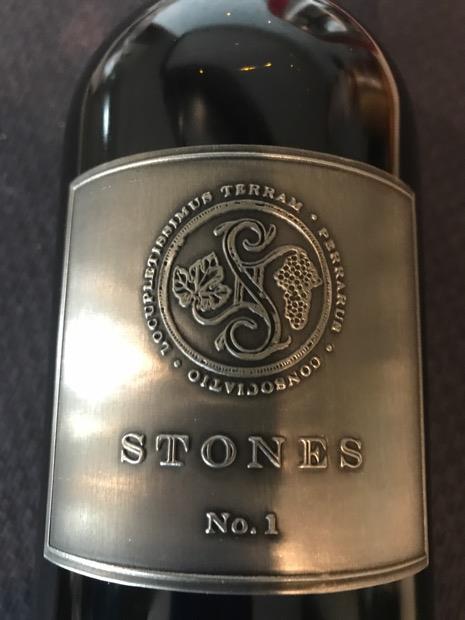 LOCUPLETISSIMUS TERRAM • PERRARUS • CONSOCIATIO •
STONES
No. 1